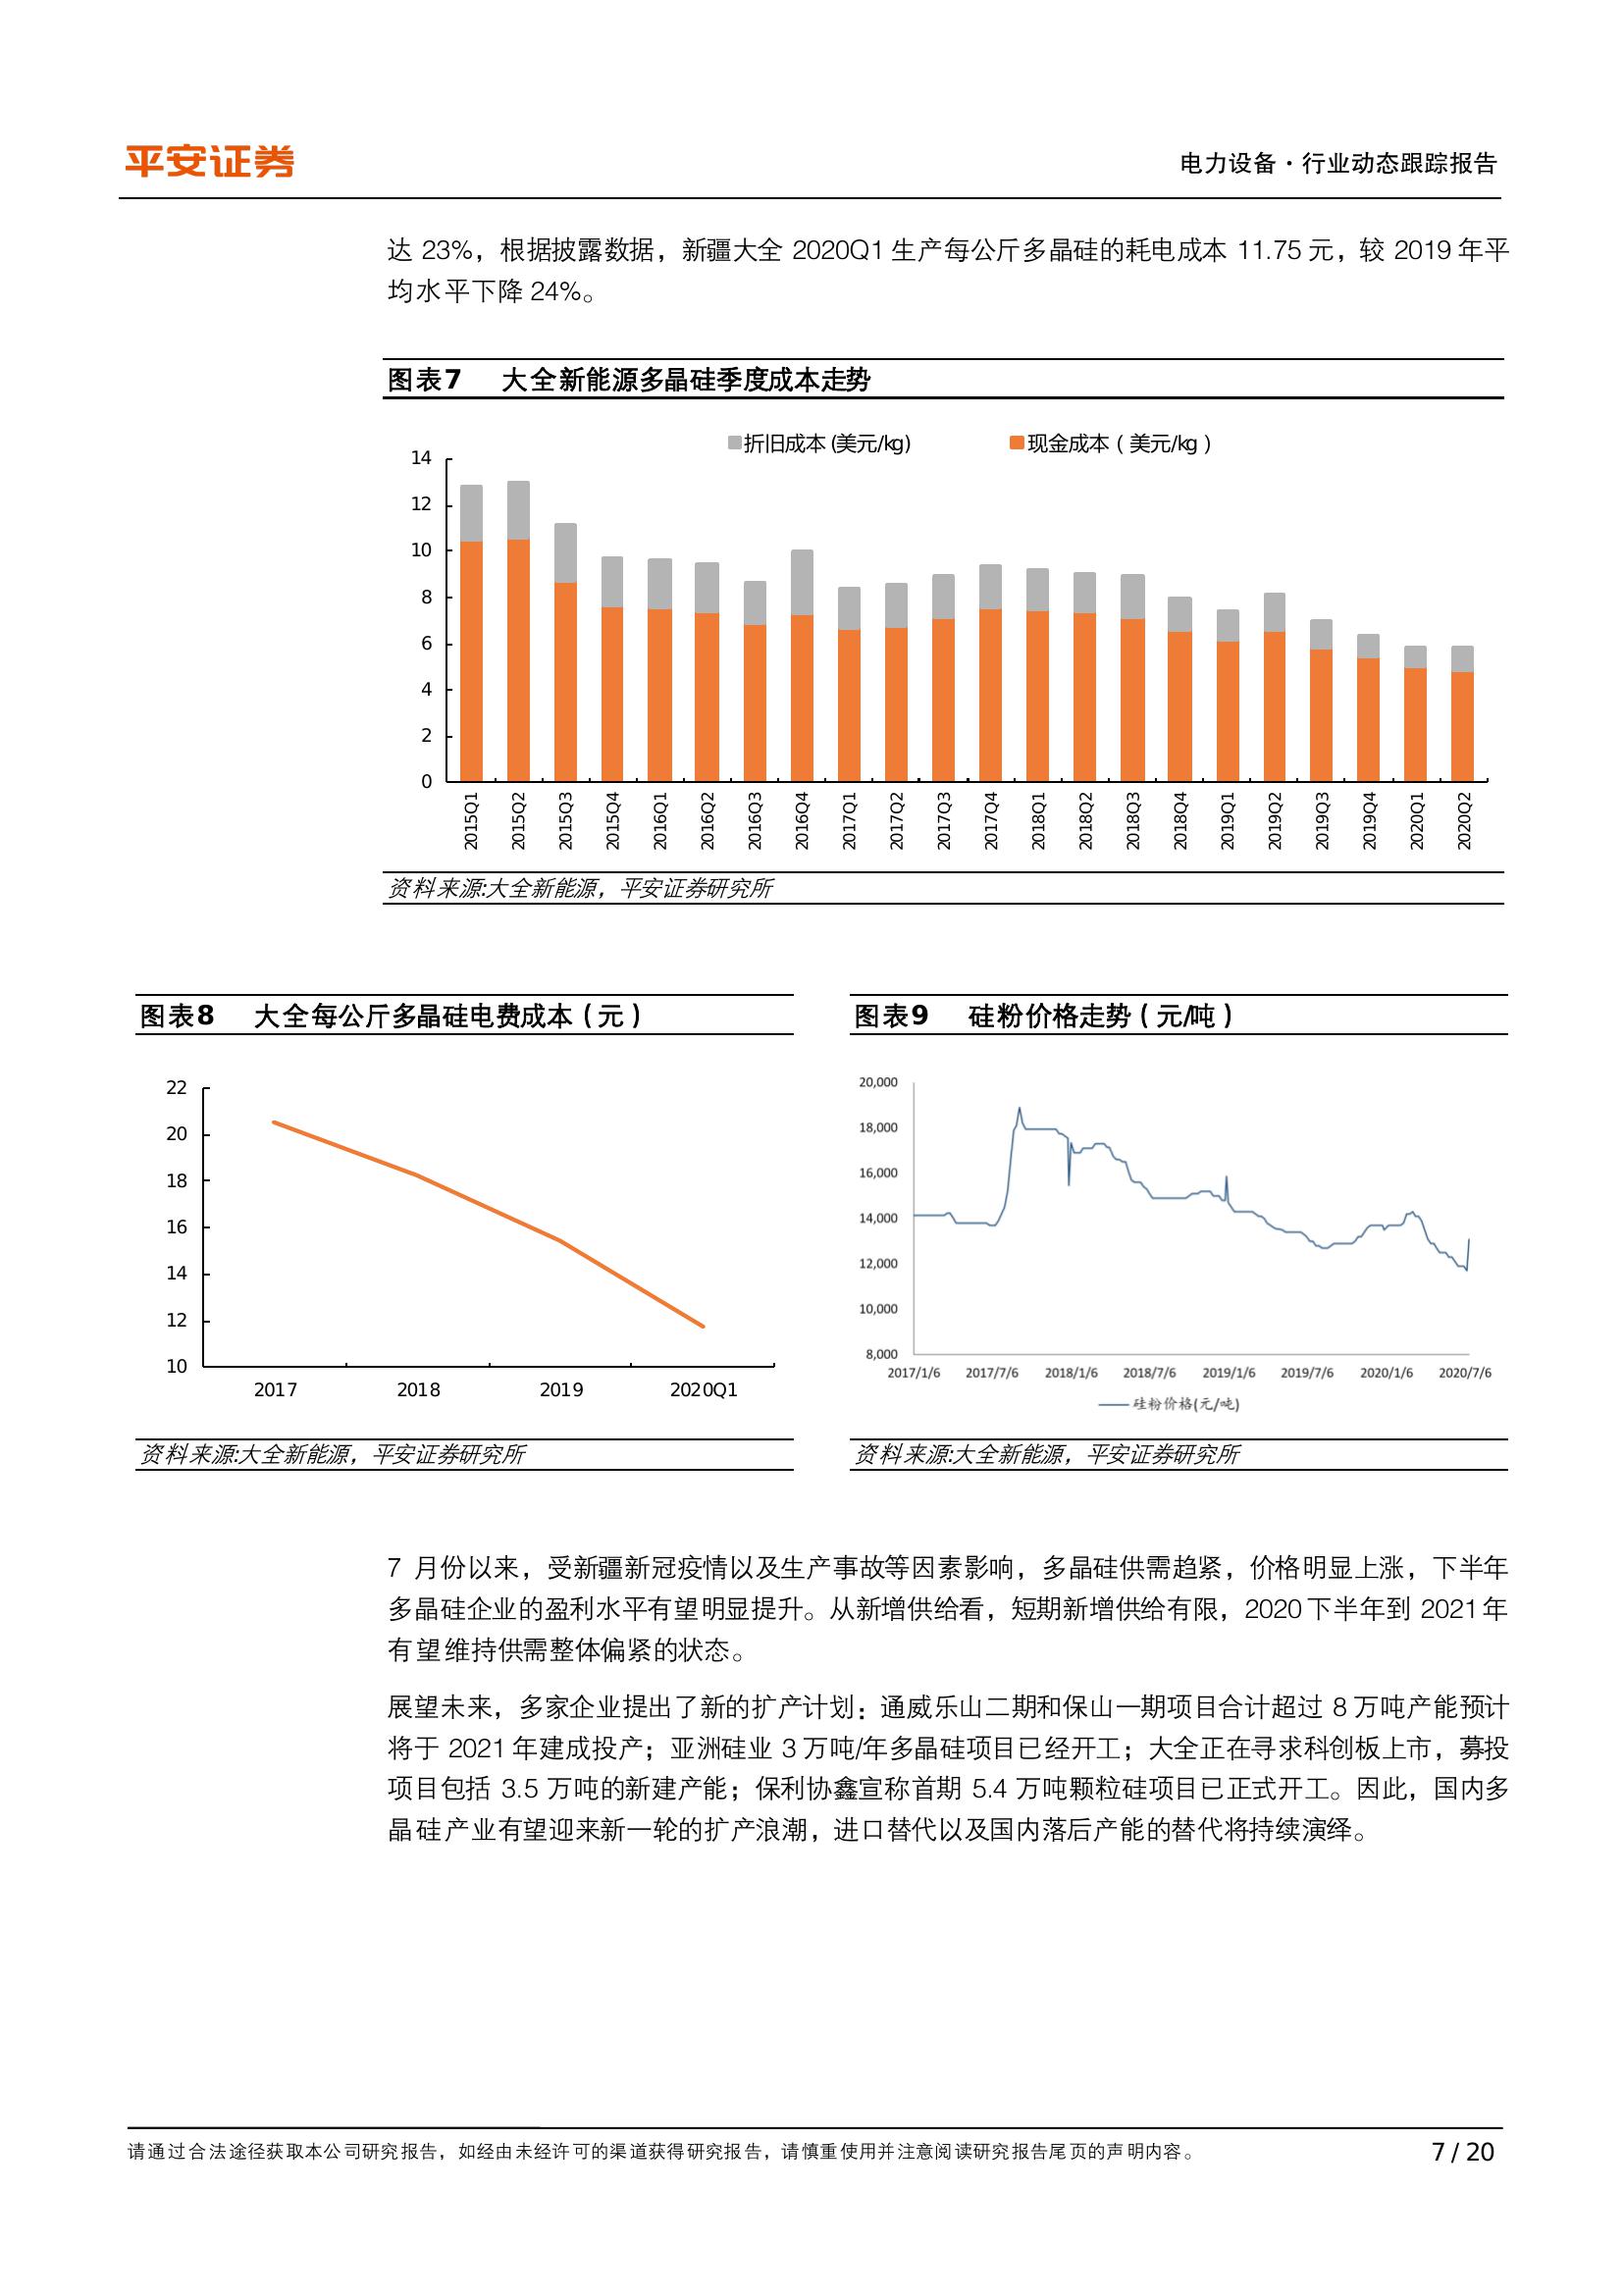 平安证券
电力设备·行业动态跟踪报告
达 23%，根据披露数据，新疆大全 2020Q1 生产每公斤多晶硅的耗电成本 11.75 元，较 2019 年平
均水平下降 24%。
图表7 大全新能源多晶硅季度成本走势
折旧成本 (美元/kg) 现金成本（美元/kg）
14
12
10
8
6
4
2
0
2015Q1 2015Q2 2015Q3 2015Q4 2016Q1 2016Q2 2016Q3 2016Q4 2017Q1 2017Q2 2017Q3 2017Q4 2018Q1 2018Q2 2018Q3 2018Q4 2019Q1 2019Q2 2019Q3 2019Q4 2020Q1 2020Q2
资料来源:大全新能源，平安证券研究所
图表8 大全每公斤多晶硅电费成本（元）
22
20
18
16
14
12
10
2017 2018 2019 2020Q1
资料来源:大全新能源，平安证券研究所
图表9 硅粉价格走势（元/吨）
20,000
18,000
16,000
14,000
12,000
10,000
8,000
2017/1/6 2017/7/6 2018/1/6 2018/7/6 2019/1/6 2019/7/6 2020/1/6 2020/7/6
硅粉价格(元/吨)
资料来源:大全新能源，平安证券研究所
7 月份以来，受新疆新冠疫情以及生产事故等因素影响，多晶硅供需趋紧，价格明显上涨，下半年
多晶硅企业的盈利水平有望明显提升。从新增供给看，短期新增供给有限，2020 下半年到 2021 年
有望维持供需整体偏紧的状态。
展望未来，多家企业提出了新的扩产计划：通威乐山二期和保山一期项目合计超过 8 万吨产能预计
将于 2021 年建成投产；亚洲硅业 3 万吨/年多晶硅项目已经开工；大全正在寻求科创板上市，募投
项目包括 3.5 万吨的新建产能；保利协鑫宣称首期 5.4 万吨颗粒硅项目已正式开工。因此，国内多
晶硅产业有望迎来新一轮的扩产浪潮，进口替代以及国内落后产能的替代将持续演绎。
请通过合法途径获取本公司研究报告，如经由未经许可的渠道获得研究报告，请慎重使用并注意阅读研究报告尾页的声明内容。
7 / 20